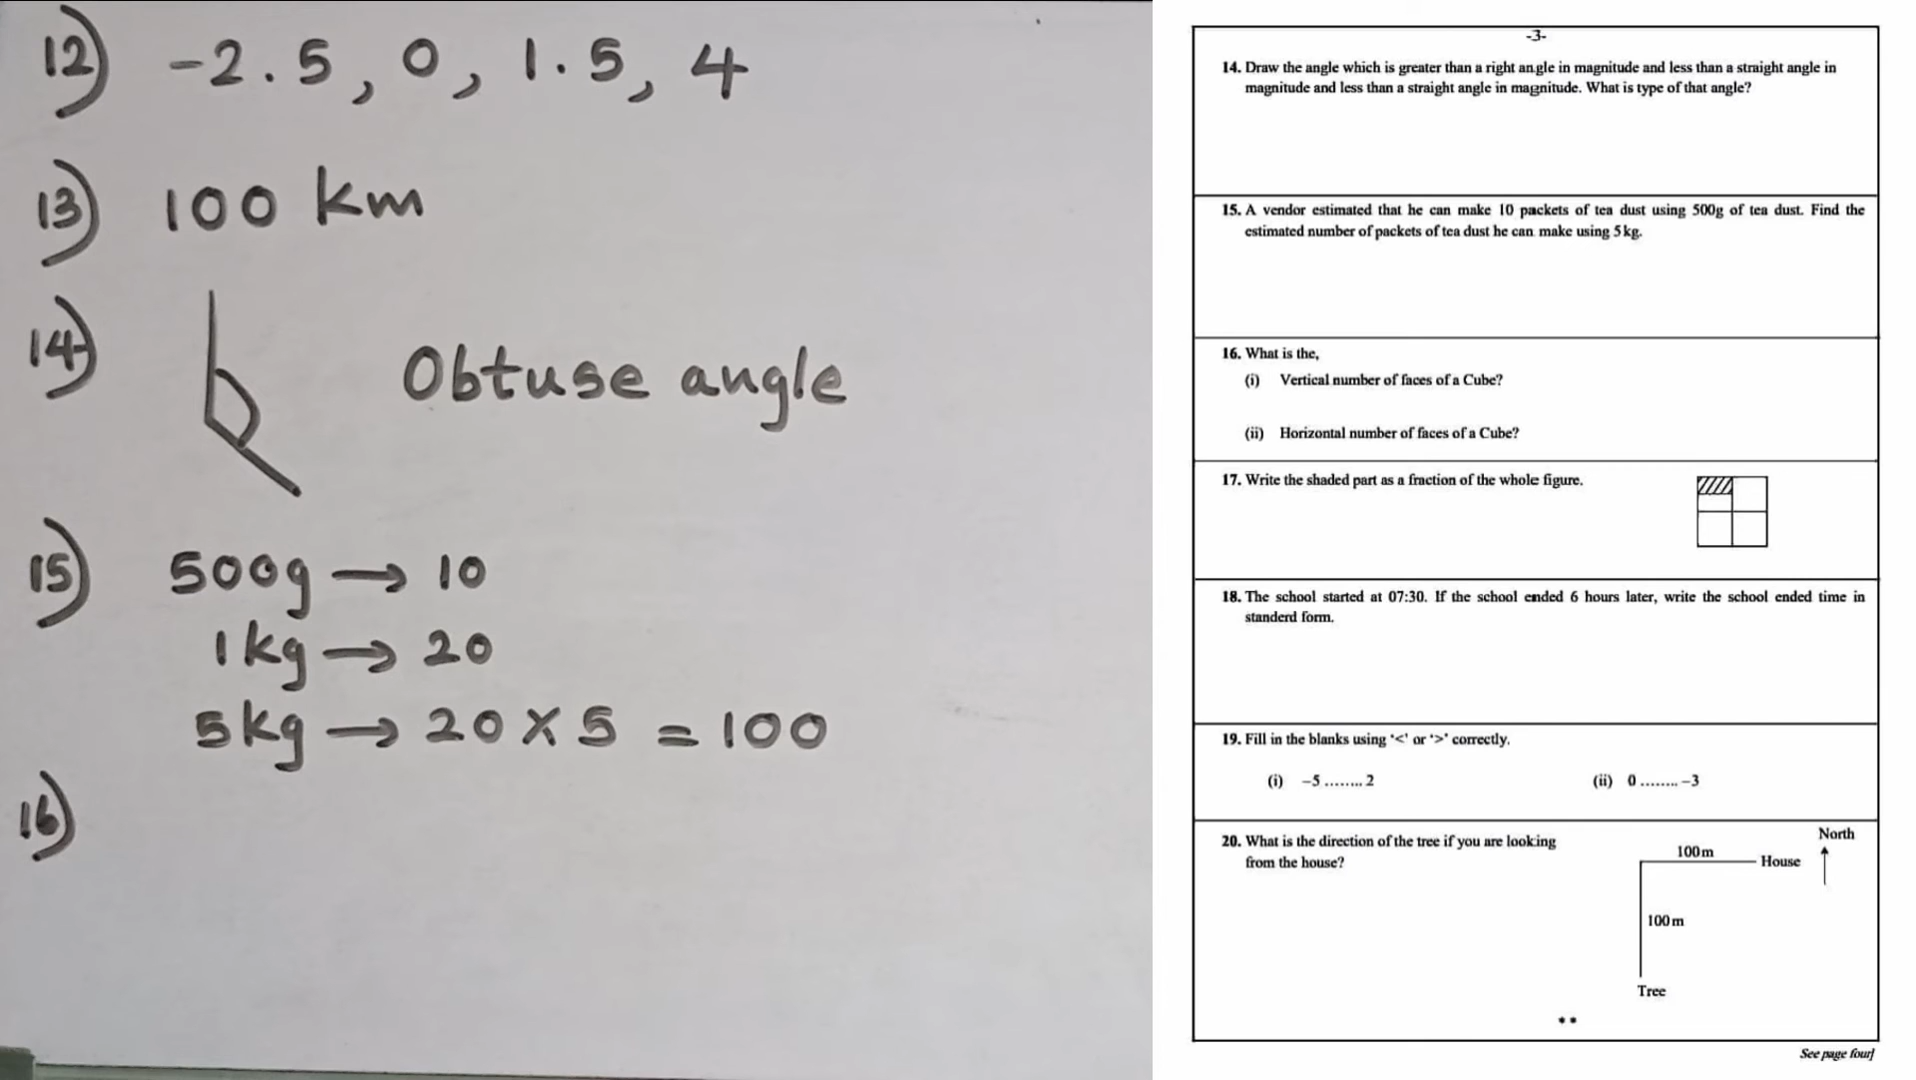 12) -2.5, 0, 1.5, 4
13) 100 km
14) Obtuse angle
15) 500g → 10
1kg → 20
5kg → 20 × 5 = 100
16)
-3-
14. Draw the angle which is greater than a right angle in magnitude and less than a straight angle in
magnitude and less than a straight angle in magnitude. What is type of that angle?
15. A vendor estimated that he can make 10 packets of tea dust using 500g of tea dust. Find the
estimated number of packets of tea dust he can make using 5kg.
16. What is the,
(i) Vertical number of faces of a Cube?
(ii) Horizontal number of faces of a Cube?
17. Write the shaded part as a fraction of the whole figure.
18. The school started at 07:30. If the school ended 6 hours later, write the school ended time in
standerd form.
19. Fill in the blanks using '<' or '>' correctly.
(i) -5 ........ 2 (ii) 0 ........ -3
20. What is the direction of the tree if you are looking
from the house?
North
100m
House
100m
Tree
**
See page four]